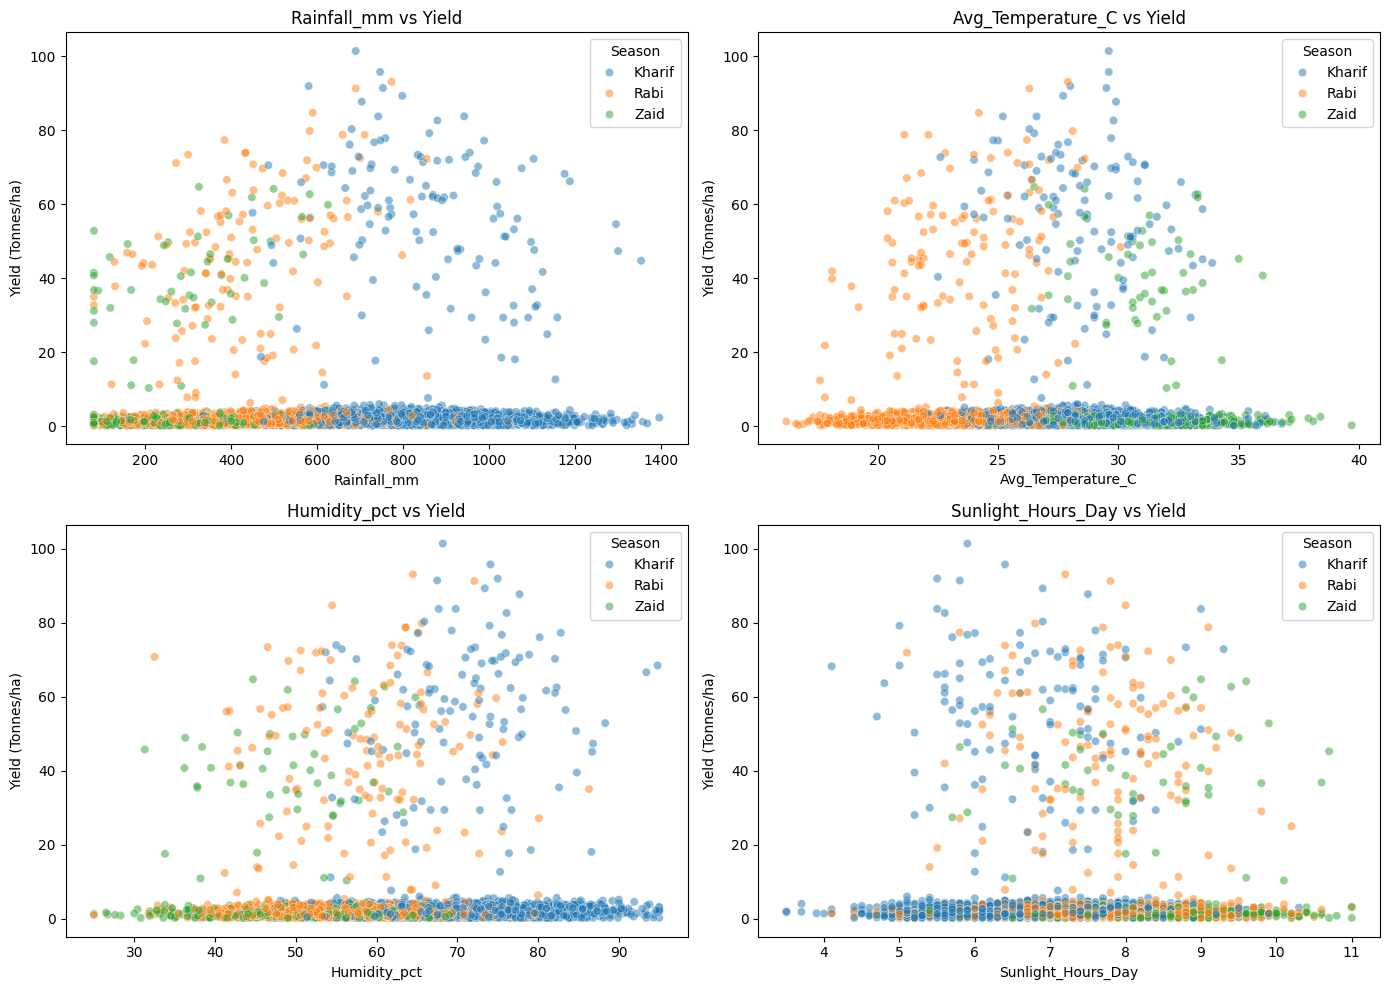 Rainfall_mm vs Yield
Yield (Tonnes/ha)
100
80
60
40
20
0
Season
Kharif
Rabi
Zaid
200 400 600 800 1000 1200 1400
Rainfall_mm
Avg_Temperature_C vs Yield
Yield (Tonnes/ha)
100
80
60
40
20
0
Season
Kharif
Rabi
Zaid
20 25 30 35 40
Avg_Temperature_C
Humidity_pct vs Yield
Yield (Tonnes/ha)
100
80
60
40
20
0
Season
Kharif
Rabi
Zaid
30 40 50 60 70 80 90
Humidity_pct
Sunlight_Hours_Day vs Yield
Yield (Tonnes/ha)
100
80
60
40
20
0
Season
Kharif
Rabi
Zaid
4 5 6 7 8 9 10 11
Sunlight_Hours_Day